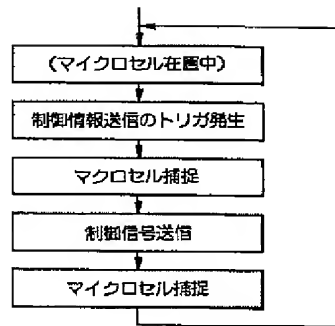 (マイクロセル在圏中)
制御情報送信のトリガ発生
マクロセル捕捉
制御信号送信
マイクロセル捕捉